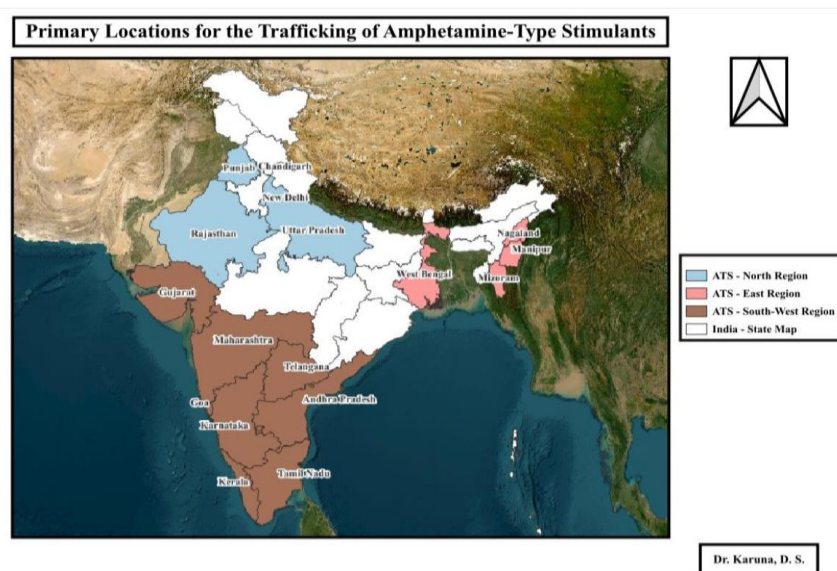 Primary Locations for the Trafficking of Amphetamine-Type Stimulants
Punjab
Chandigarh
New Delhi
Rajasthan
Uttar Pradesh
Nagaland
Manipur
West Bengal
Mizoram
Gujarat
Maharashtra
Telangana
Goa
Andhra Pradesh
Karnataka
Kerala
Tamil Nadu
ATS - North Region
ATS - East Region
ATS - South-West Region
India - State Map
Dr. Karuna, D. S.